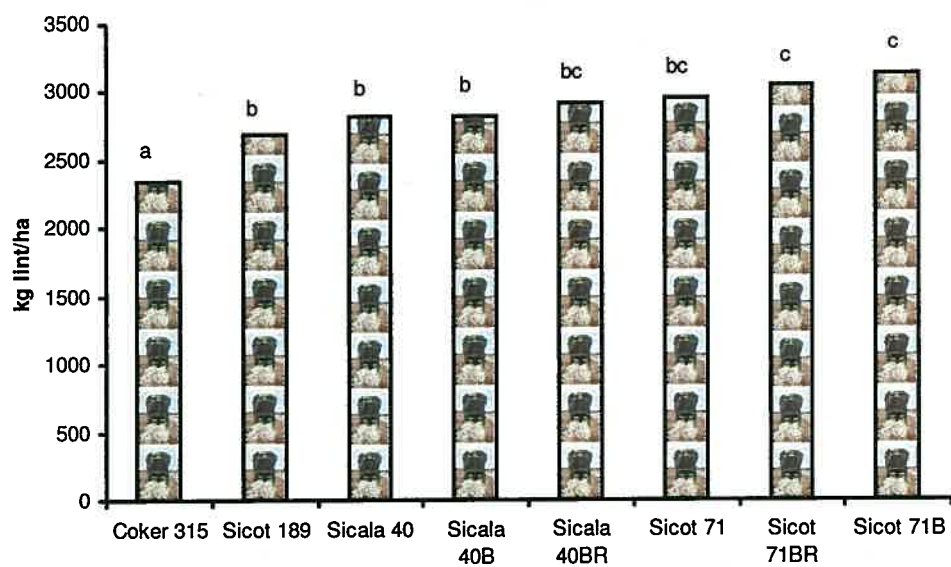 3500
3000
2500
2000
1500
1000
500
0
kg lint/ha
a
b
b
b
bc
bc
c
c
Coker 315
Sicot 189
Sicala 40
Sicala
40B
Sicala
40BR
Sicot 71
Sicot
71BR
Sicot 71B